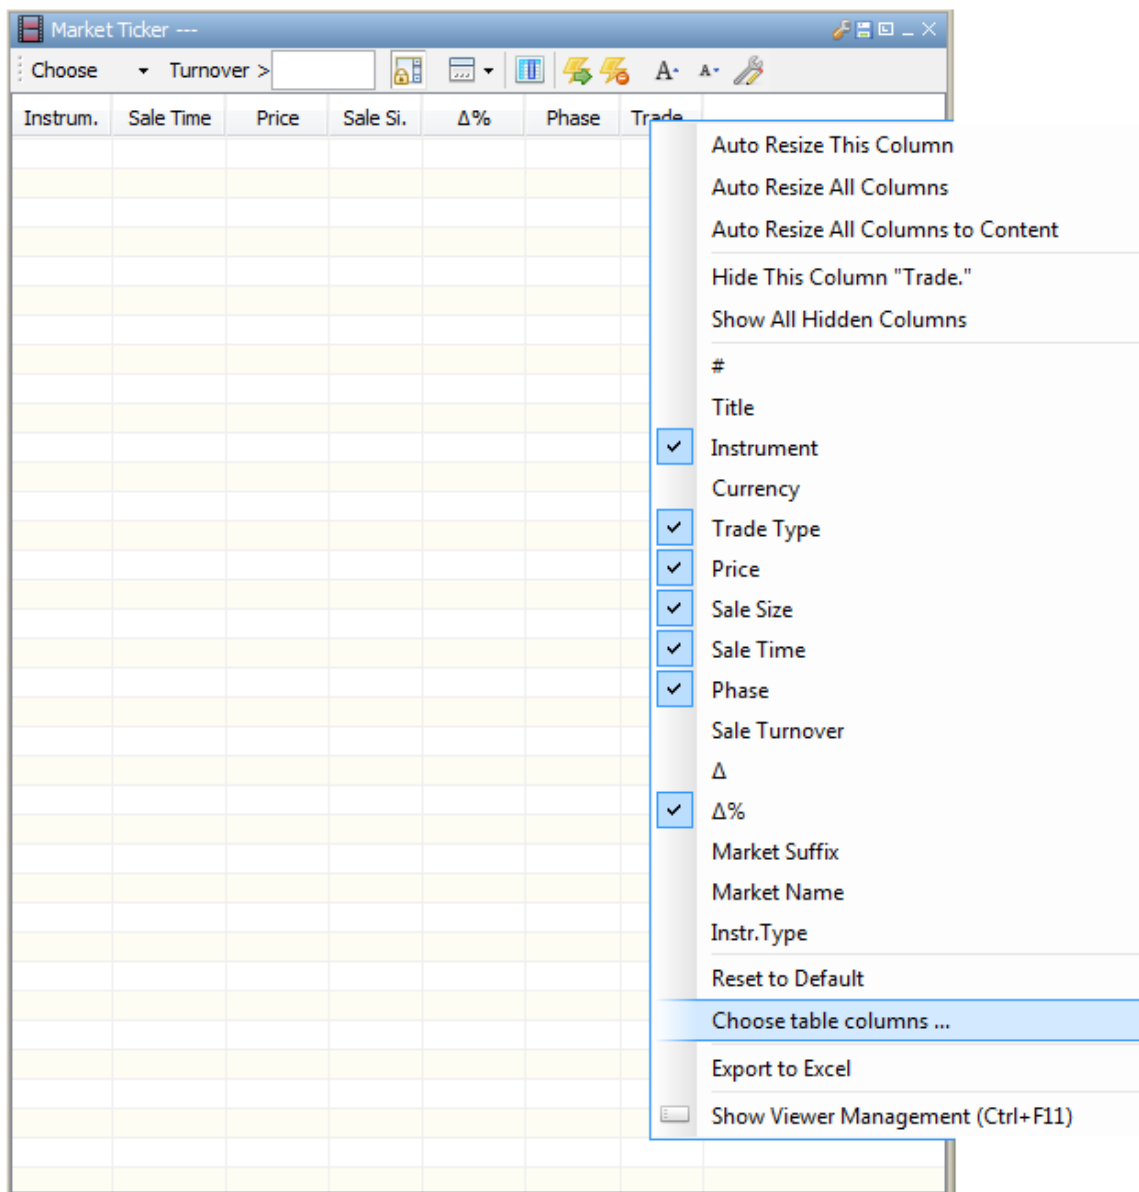 Market Ticker ---
Choose Turnover >
A A
Instrum. Sale Time Price Sale Si. Δ% Phase Trade.
Auto Resize This Column
Auto Resize All Columns
Auto Resize All Columns to Content
Hide This Column "Trade."
Show All Hidden Columns
#
Title
Instrument
Currency
Trade Type
Price
Sale Size
Sale Time
Phase
Sale Turnover
Δ
Δ%
Market Suffix
Market Name
Instr.Type
Reset to Default
Choose table columns ...
Export to Excel
Show Viewer Management (Ctrl+F11)